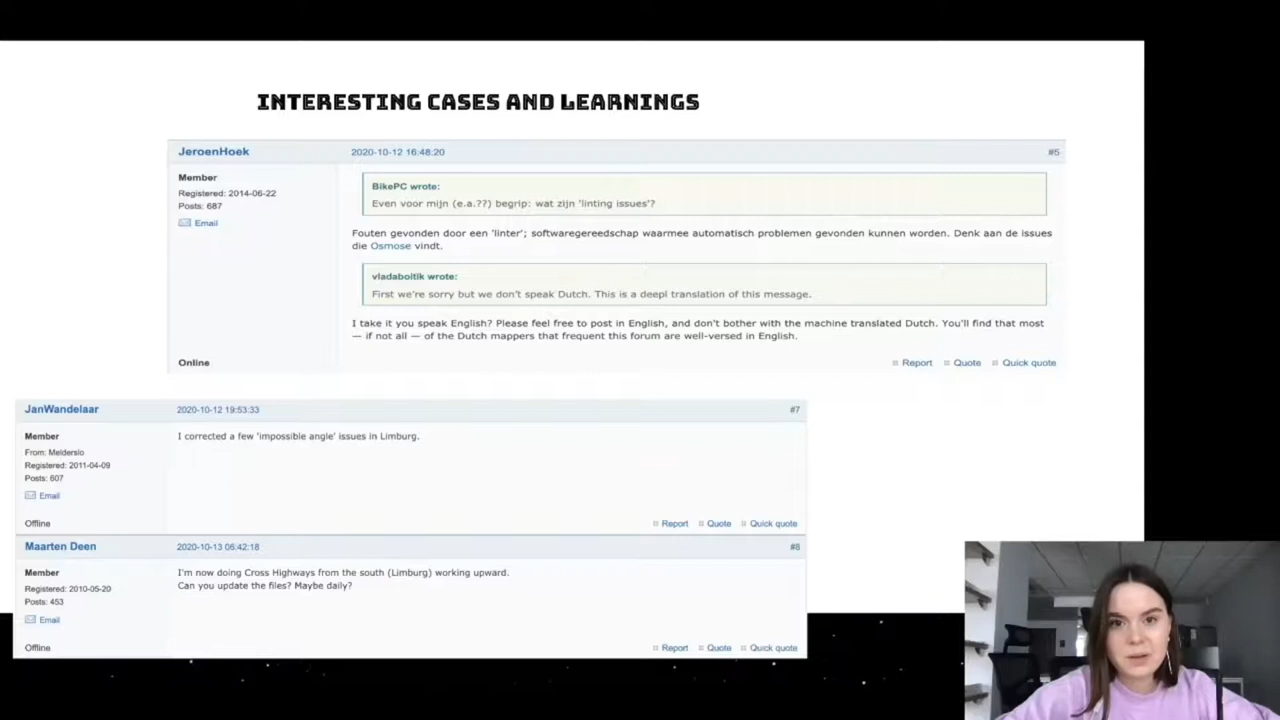 INTERESTING CASES AND LEARNINGS
JeroenHoek 2020-10-12 16:48:20 #5
Member
Registered: 2014-06-22
Posts: 687
Email
BikePC wrote:
Even voor mijn (e.a.??) begrip: wat zijn 'linting issues'?
Fouten gevonden door een 'linter'; softwaregereedschap waarmee automatisch problemen gevonden kunnen worden. Denk aan de issues
die Osmose vindt.
vladaboitik wrote:
First we're sorry but we don't speak Dutch. This is a deepl translation of this message.
I take it you speak English? Please feel free to post in English, and don't bother with the machine translated Dutch. You'll find that most
— if not all — of the Dutch mappers that frequent this forum are well-versed in English.
Online
Report Quote Quick quote
JanWandelaar 2020-10-12 19:53:33 #7
Member
From: Melderslo
Registered: 2011-04-09
Posts: 607
Email
I corrected a few 'impossible angle' issues in Limburg.
Offline
Report Quote Quick quote
Maarten Deen 2020-10-13 06:42:18 #8
Member
Registered: 2010-05-20
Posts: 453
Email
I'm now doing Cross Highways from the south (Limburg) working upward.
Can you update the files? Maybe daily?
Offline
Report Quote Quick quote